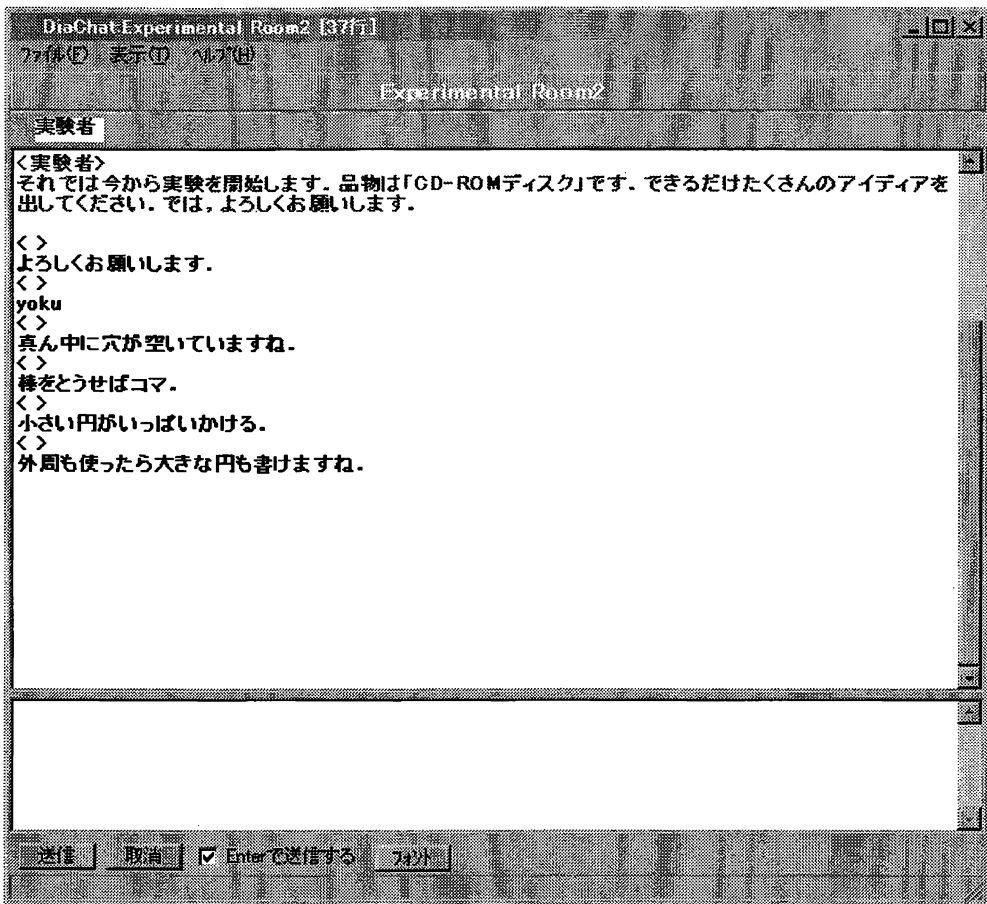 DiaChat:Experimental Room2 [37行]
ファイル(F) 表示(T) ヘルプ(H)
Experimental Room2
実験者
<実験者>
それでは今から実験を開始します．品物は「CD-ROMディスク」です．できるだけたくさんのアイディアを
出してください．では，よろしくお願いします．
< >
よろしくお願いします．
< >
yoku
< >
真ん中に穴が空いていますね．
< >
棒をとうせばコマ．
< >
小さい円がいっぱいかける．
< >
外周も使ったら大きな円も書けますね．
送信 取消 Enterで送信する フォント